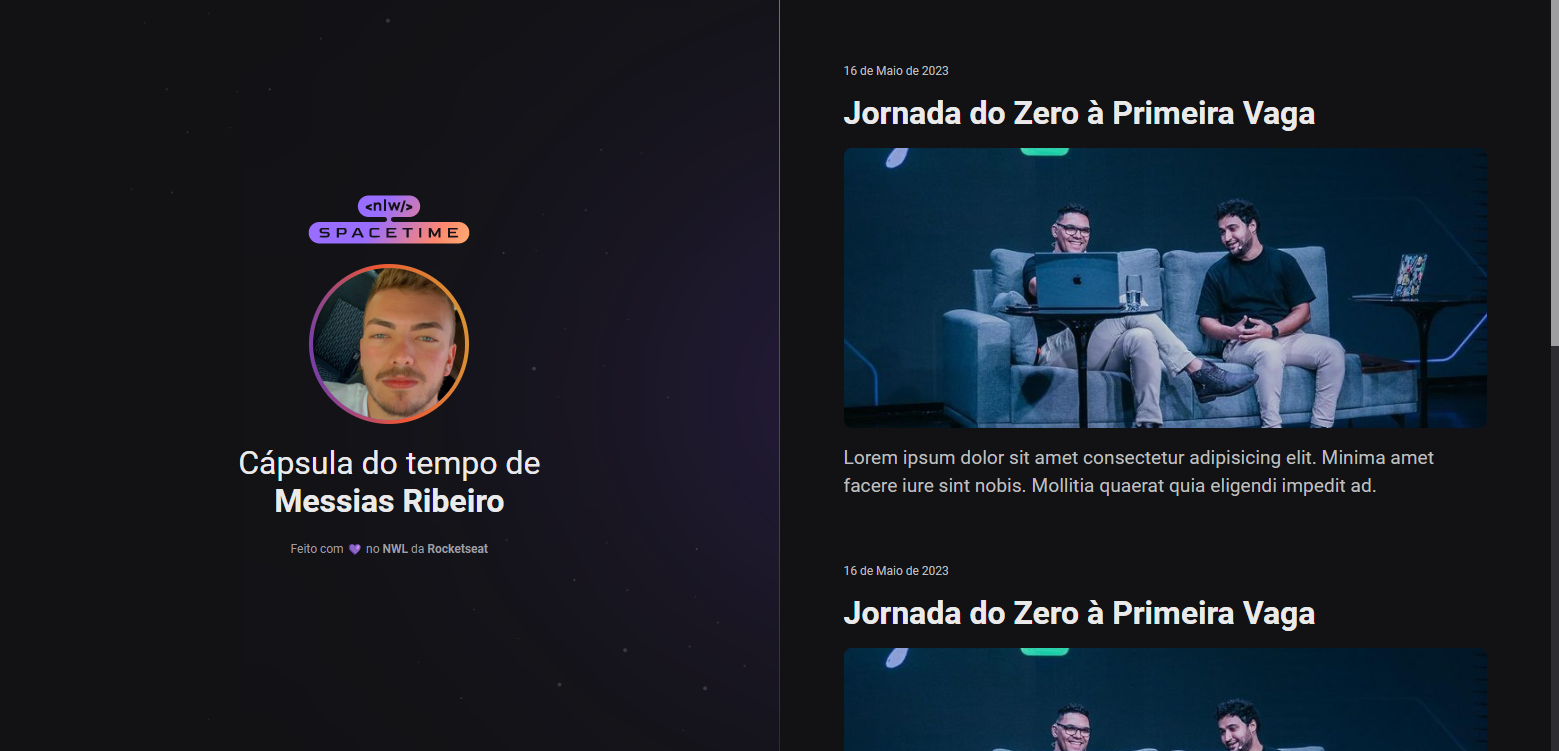 <nlw/>
SPACETIME
Cápsula do tempo de
Messias Ribeiro
Feito com 💜 no NWL da Rocketseat
16 de Maio de 2023
Jornada do Zero à Primeira Vaga
Lorem ipsum dolor sit amet consectetur adipisicing elit. Minima amet
facere iure sint nobis. Mollitia quaerat quia eligendi impedit ad.
16 de Maio de 2023
Jornada do Zero à Primeira Vaga